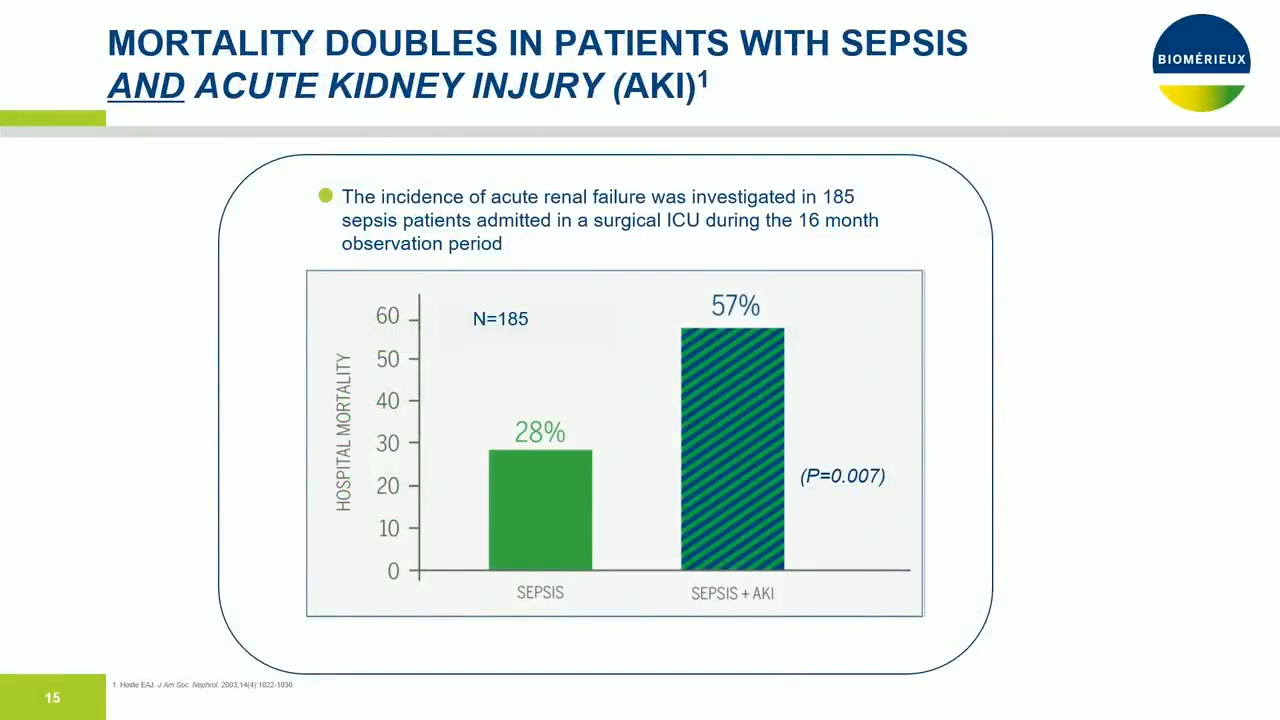 MORTALITY DOUBLES IN PATIENTS WITH SEPSIS
AND ACUTE KIDNEY INJURY (AKI)1
BIOMÉRIEUX
The incidence of acute renal failure was investigated in 185
sepsis patients admitted in a surgical ICU during the 16 month
observation period
HOSPITAL MORTALITY
60
50
40
30
20
10
0
N=185
28%
57%
(P=0.007)
SEPSIS
SEPSIS + AKI
1. Hoste EAJ. J Am Soc. Nephrol. 2003;14(4):1022-1030.
15